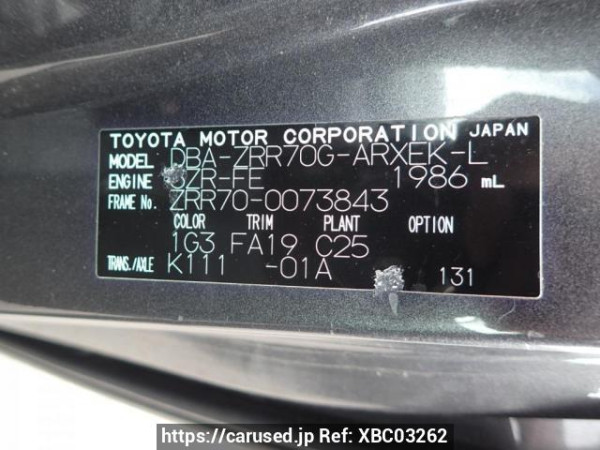 TOYOTA MOTOR CORPORATION JAPAN
MODEL DBA-ZRR70G-ARXEK-L
ENGINE 3ZR-FE 1986 mL
FRAME No. ZRR70-0073843
COLOR TRIM PLANT OPTION
1G3 FA19 C25
TRANS./AXLE K111 -01A 131
https://carused.jp Ref: XBC03262